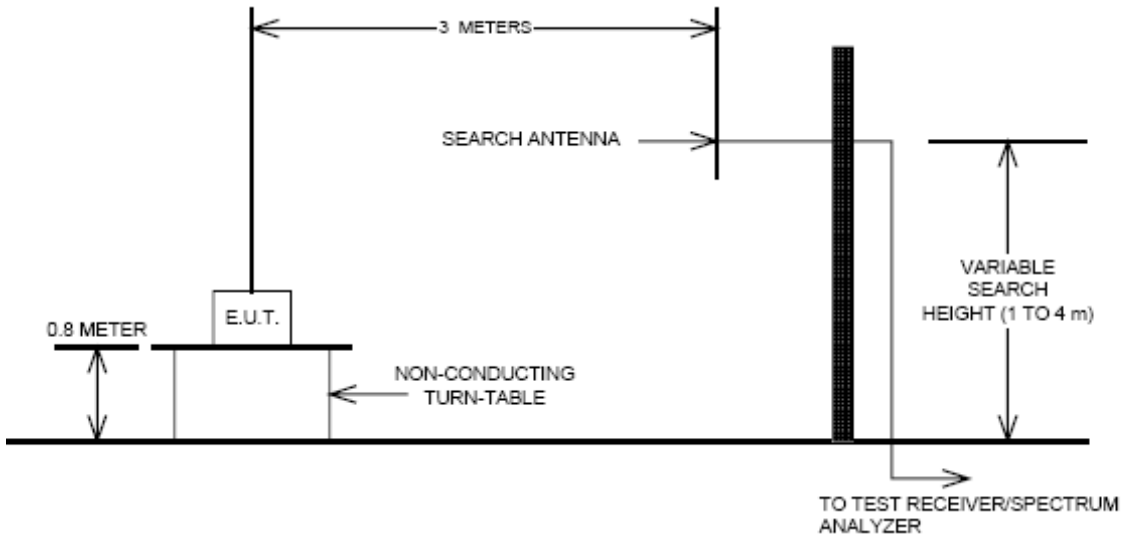 3 METERS
SEARCH ANTENNA
VARIABLE
SEARCH
HEIGHT (1 TO 4 m)
E.U.T.
0.8 METER
NON-CONDUCTING
TURN-TABLE
TO TEST RECEIVER/SPECTRUM
ANALYZER